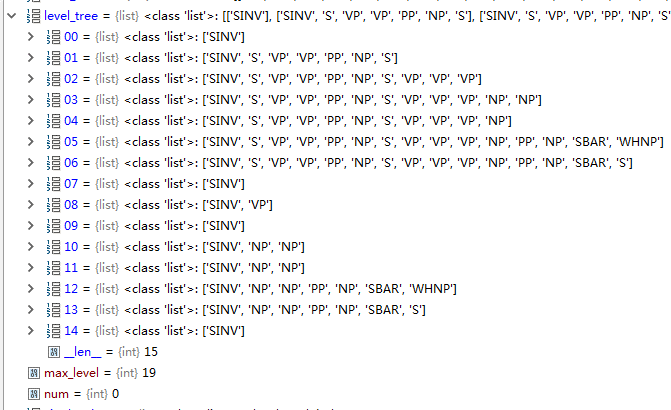 level_tree = {list} <class 'list'>: [['SINV'], ['SINV', 'S', 'VP', 'VP', 'PP', 'NP', 'S'], ['SINV', 'S', 'VP', 'VP', 'PP', 'NP', 'S
00 = {list} <class 'list'>: ['SINV']
01 = {list} <class 'list'>: ['SINV', 'S', 'VP', 'VP', 'PP', 'NP', 'S']
02 = {list} <class 'list'>: ['SINV', 'S', 'VP', 'VP', 'PP', 'NP', 'S', 'VP', 'VP', 'VP']
03 = {list} <class 'list'>: ['SINV', 'S', 'VP', 'VP', 'PP', 'NP', 'S', 'VP', 'VP', 'VP', 'NP', 'NP']
04 = {list} <class 'list'>: ['SINV', 'S', 'VP', 'VP', 'PP', 'NP', 'S', 'VP', 'VP', 'VP', 'NP']
05 = {list} <class 'list'>: ['SINV', 'S', 'VP', 'VP', 'PP', 'NP', 'S', 'VP', 'VP', 'VP', 'NP', 'PP', 'NP', 'SBAR', 'WHNP']
06 = {list} <class 'list'>: ['SINV', 'S', 'VP', 'VP', 'PP', 'NP', 'S', 'VP', 'VP', 'VP', 'NP', 'PP', 'NP', 'SBAR', 'S']
07 = {list} <class 'list'>: ['SINV']
08 = {list} <class 'list'>: ['SINV', 'VP']
09 = {list} <class 'list'>: ['SINV']
10 = {list} <class 'list'>: ['SINV', 'NP', 'NP']
11 = {list} <class 'list'>: ['SINV', 'NP', 'NP']
12 = {list} <class 'list'>: ['SINV', 'NP', 'NP', 'PP', 'NP', 'SBAR', 'WHNP']
13 = {list} <class 'list'>: ['SINV', 'NP', 'NP', 'PP', 'NP', 'SBAR', 'S']
14 = {list} <class 'list'>: ['SINV']
__len__ = {int} 15
max_level = {int} 19
num = {int} 0